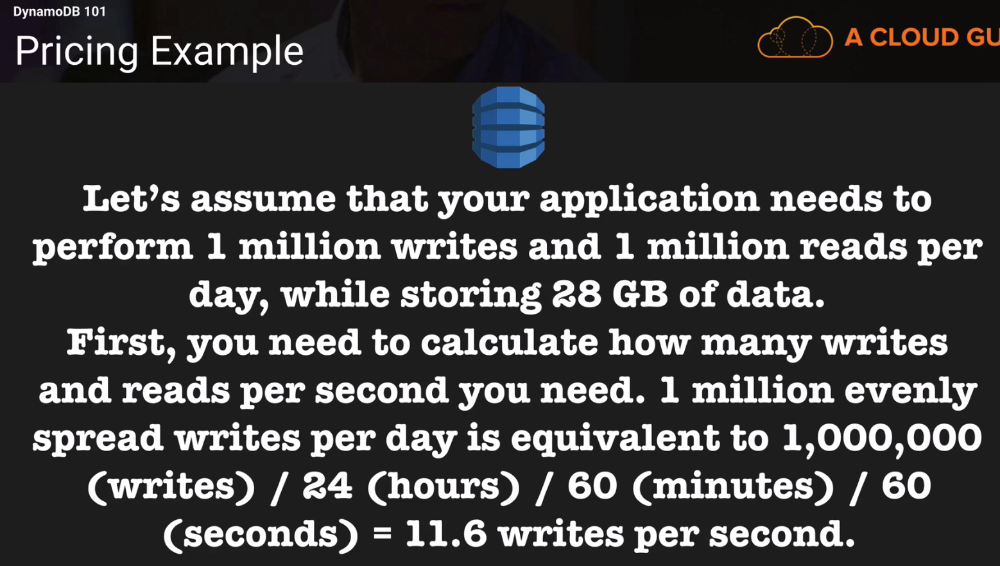 DynamoDB 101
Pricing Example
A CLOUD GU
Let’s assume that your application needs to
perform 1 million writes and 1 million reads per
day, while storing 28 GB of data.
First, you need to calculate how many writes
and reads per second you need. 1 million evenly
spread writes per day is equivalent to 1,000,000
(writes) / 24 (hours) / 60 (minutes) / 60
(seconds) = 11.6 writes per second.